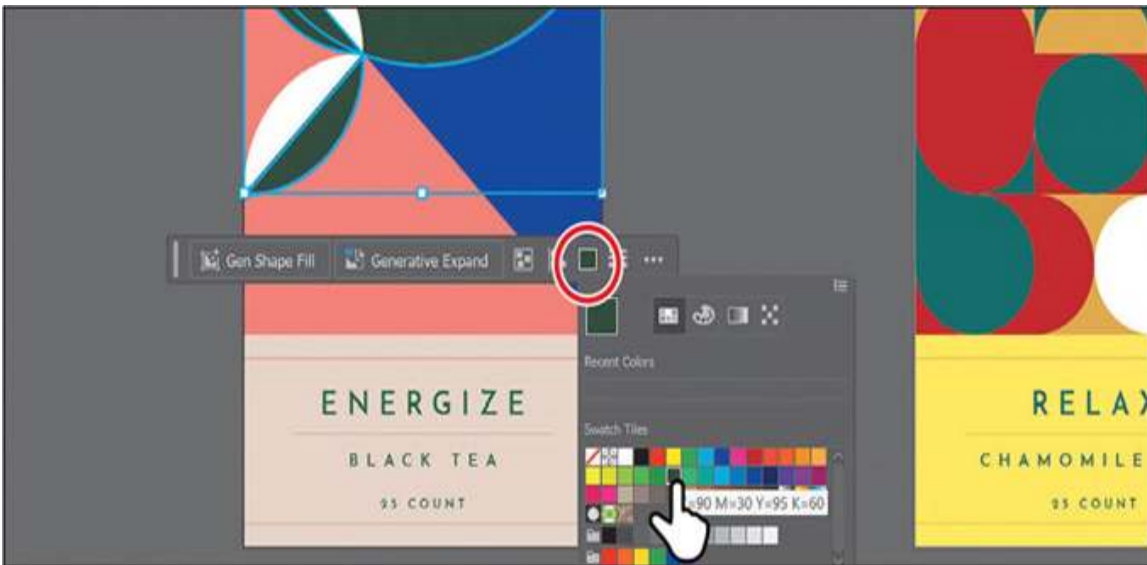 Gen Shape Fill
Generative Expand
Recent Colors
Swatch Tiles
=90 M=30 Y=95 K=60
ENERGIZE
BLACK TEA
25 COUNT
RELAX
CHAMOMILE
25 COUNT